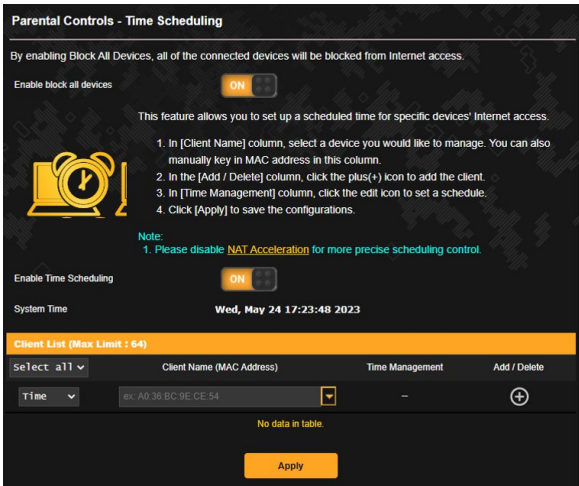 Parental Controls - Time Scheduling
By enabling Block All Devices, all of the connected devices will be blocked from Internet access.
Enable block all devices
ON
This feature allows you to set up a scheduled time for specific devices' Internet access.
1. In [Client Name] column, select a device you would like to manage. You can also
manually key in MAC address in this column.
2. In the [Add / Delete] column, click the plus(+) icon to add the client.
3. In [Time Management] column, click the edit icon to set a schedule.
4. Click [Apply] to save the configurations.
Note:
1. Please disable NAT Acceleration for more precise scheduling control.
Enable Time Scheduling
ON
System Time
Wed, May 24 17:23:48 2023
Client List (Max Limit : 64)
Select all Client Name (MAC Address) Time Management Add / Delete
Time ex: A0:36:BC:9E:CE:54 --
No data in table.
Apply